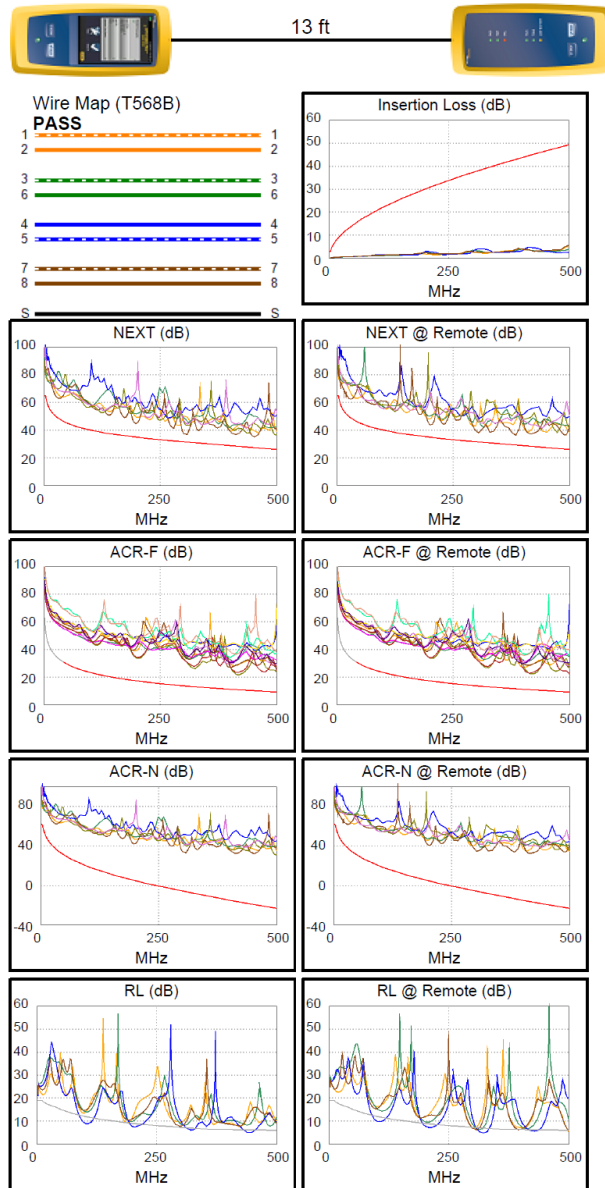 13 ft
Wire Map (T568B)
PASS
1 1
2 2
3 3
6 6
4 4
5 5
7 7
8 8
S S
Insertion Loss (dB)
60
50
40
30
20
10
0
0 250 500
MHz
NEXT (dB)
100
80
60
40
20
0
0 250 500
MHz
NEXT @ Remote (dB)
100
80
60
40
20
0
0 250 500
MHz
ACR-F (dB)
100
80
60
40
20
0
0 250 500
MHz
ACR-F @ Remote (dB)
100
80
60
40
20
0
0 250 500
MHz
ACR-N (dB)
80
40
0
-40
0 250 500
MHz
ACR-N @ Remote (dB)
80
40
0
-40
0 250 500
MHz
RL (dB)
60
50
40
30
20
10
0
0 250 500
MHz
RL @ Remote (dB)
60
50
40
30
20
10
0
0 250 500
MHz